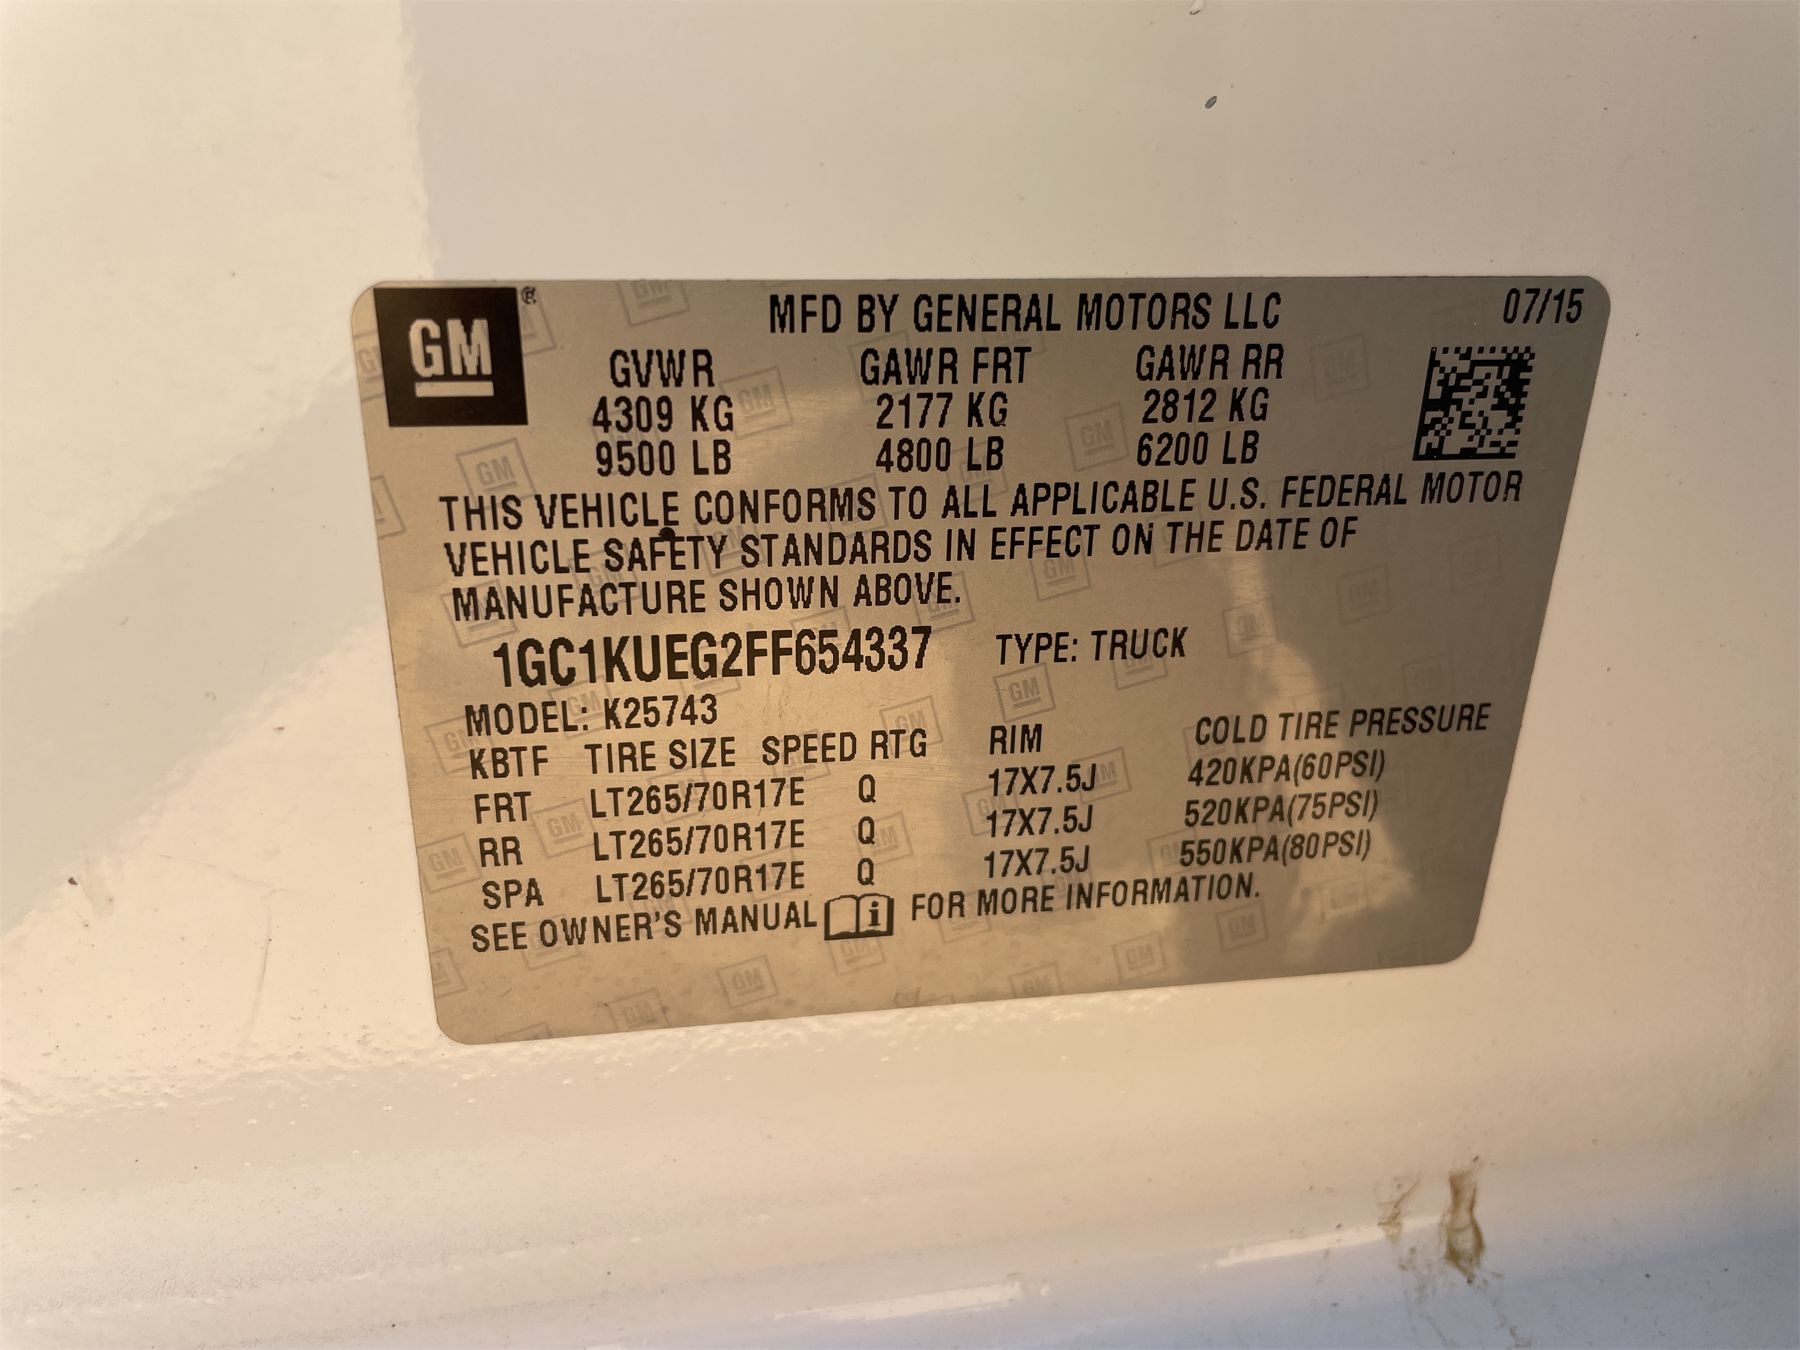 GM®
MFD BY GENERAL MOTORS LLC 07/15
GVWR GAWR FRT GAWR RR
4309 KG 2177 KG 2812 KG
9500 LB 4800 LB 6200 LB
THIS VEHICLE CONFORMS TO ALL APPLICABLE U.S. FEDERAL MOTOR
VEHICLE SAFETY STANDARDS IN EFFECT ON THE DATE OF
MANUFACTURE SHOWN ABOVE.
1GC1KUEG2FF654337 TYPE: TRUCK
MODEL: K25743
KBTF TIRE SIZE SPEED RTG RIM COLD TIRE PRESSURE
FRT LT265/70R17E Q 17X7.5J 420KPA(60PSI)
RR LT265/70R17E Q 17X7.5J 520KPA(75PSI)
SPA LT265/70R17E Q 17X7.5J 550KPA(80PSI)
SEE OWNER'S MANUAL i FOR MORE INFORMATION.